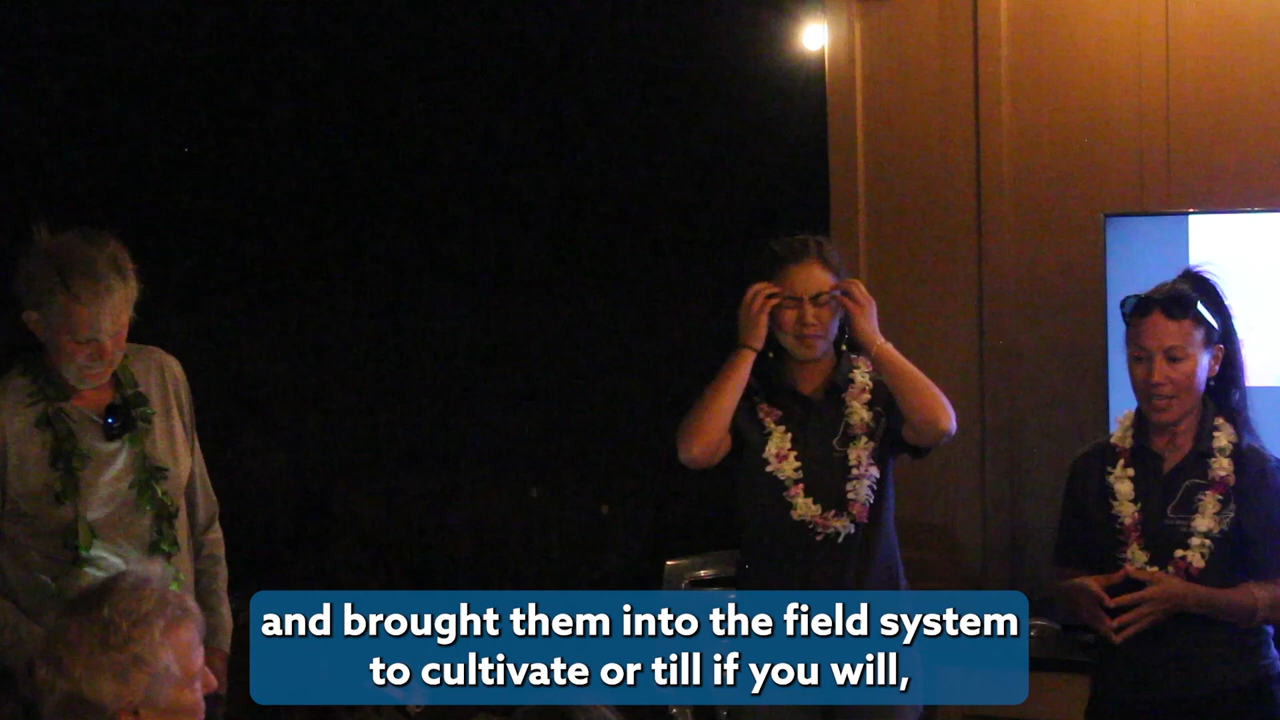 and brought them into the field system
to cultivate or till if you will,